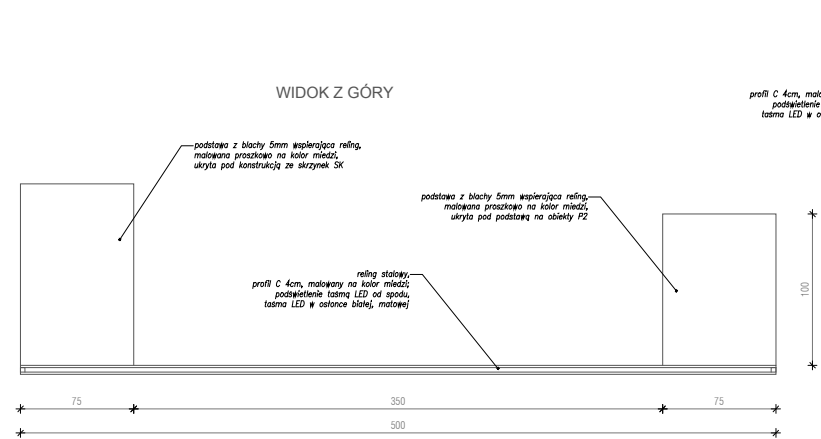 WIDOK Z GÓRY
profil C 4cm,
podświetlenie
taśma LED w
podstawa z blachy 5mm wspierająca reling,
malowana proszkowo na kolor miedzi,
ukryta pod konstrukcją ze skrzynek SK
podstawa z blachy 5mm wspierająca reling,
malowana proszkowo na kolor miedzi,
ukryta pod podstawą na obiekty P2
reling stalowy,
profil C 4cm, malowany na kolor miedzi;
podświetlenie taśmą LED od spodu,
taśma LED w osłonce białej, matowej
100
75
350
75
500